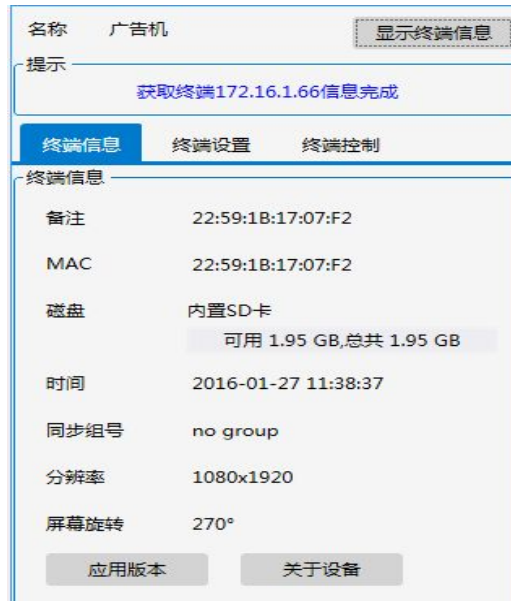 名称 广告机 显示终端信息
提示
获取终端172.16.1.66信息完成
终端信息 终端设置 终端控制
终端信息
备注 22:59:1B:17:07:F2
MAC 22:59:1B:17:07:F2
磁盘 内置SD卡
可用 1.95 GB,总共 1.95 GB
时间 2016-01-27 11:38:37
同步组号 no group
分辨率 1080x1920
屏幕旋转 270°
应用版本 关于设备